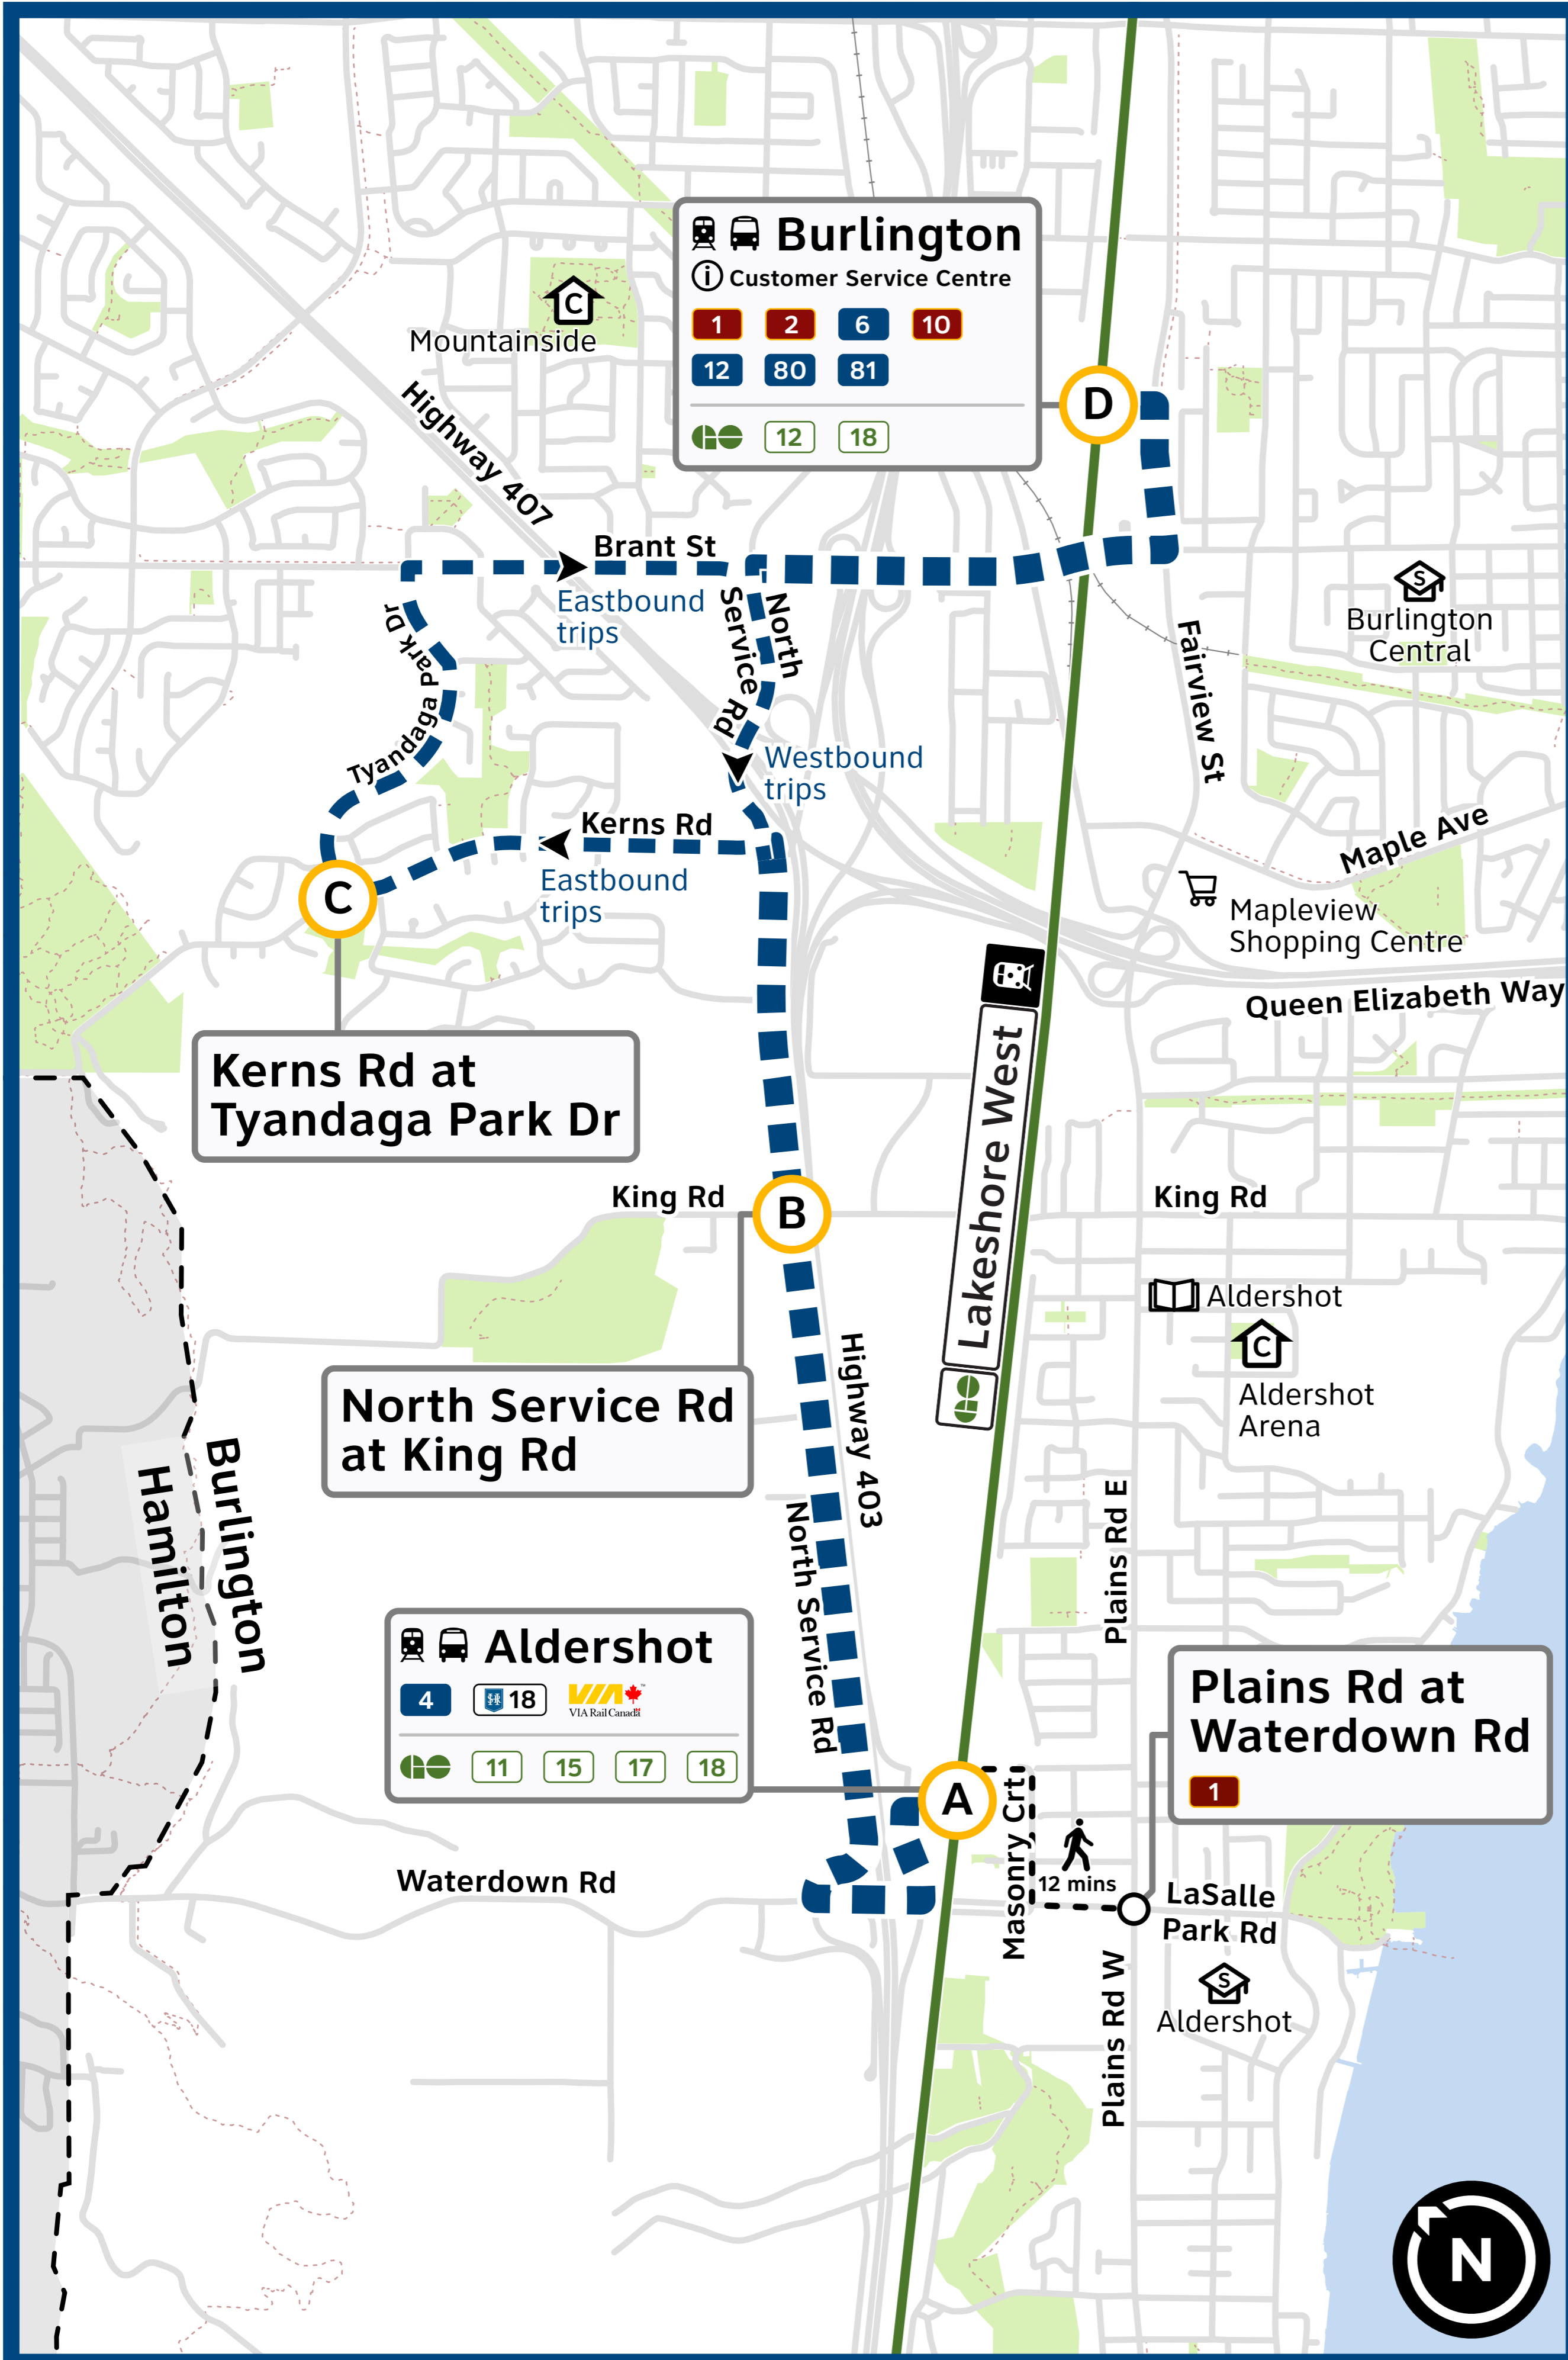 Burlington
i Customer Service Centre
1 2 6 10
12 80 81
GO 12 18
D
C
Mountainside
Highway 407
Brant St
Eastbound
trips
North
Service Rd
Tyandaga Park Dr
Westbound
trips
Kerns Rd
Eastbound
trips
C
Fairview St
S
Burlington
Central
Maple Ave
Mapleview
Shopping Centre
Queen Elizabeth Way
Kerns Rd at
Tyandaga Park Dr
Lakeshore West
GO
King Rd
B
King Rd
Aldershot
C
Aldershot
Arena
North Service Rd
at King Rd
Highway 403
North Service Rd
Burlington
Hamilton
Plains Rd E
Aldershot
4 18 VIA
VIA Rail Canada
GO 11 15 17 18
A
Plains Rd at
Waterdown Rd
1
Masonry Crt
12 mins
Waterdown Rd
LaSalle
Park Rd
Plains Rd W
S
Aldershot
N